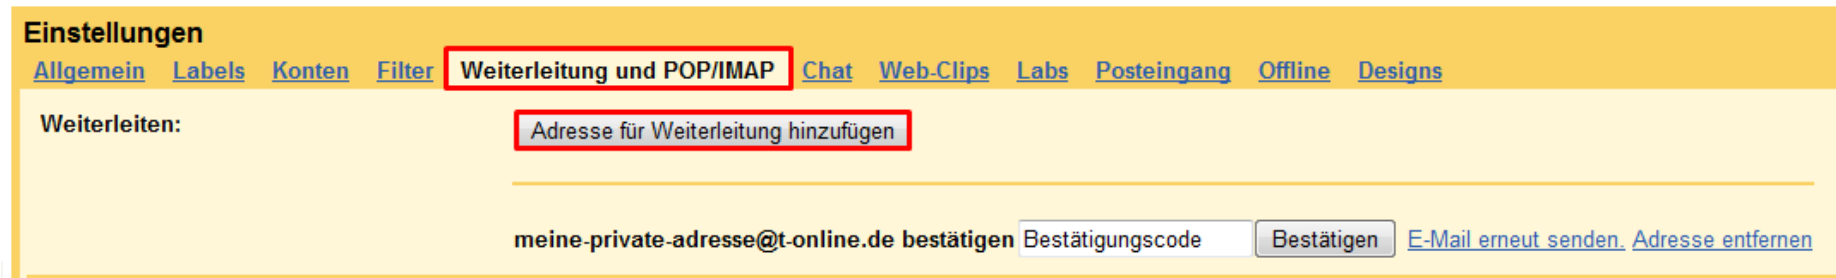 Einstellungen
Allgemein Labels Konten Filter Weiterleitung und POP/IMAP Chat Web-Clips Labs Posteingang Offline Designs
Weiterleiten: Adresse für Weiterleitung hinzufügen
meine-private-adresse@t-online.de bestätigen Bestätigungscode Bestätigen E-Mail erneut senden. Adresse entfernen